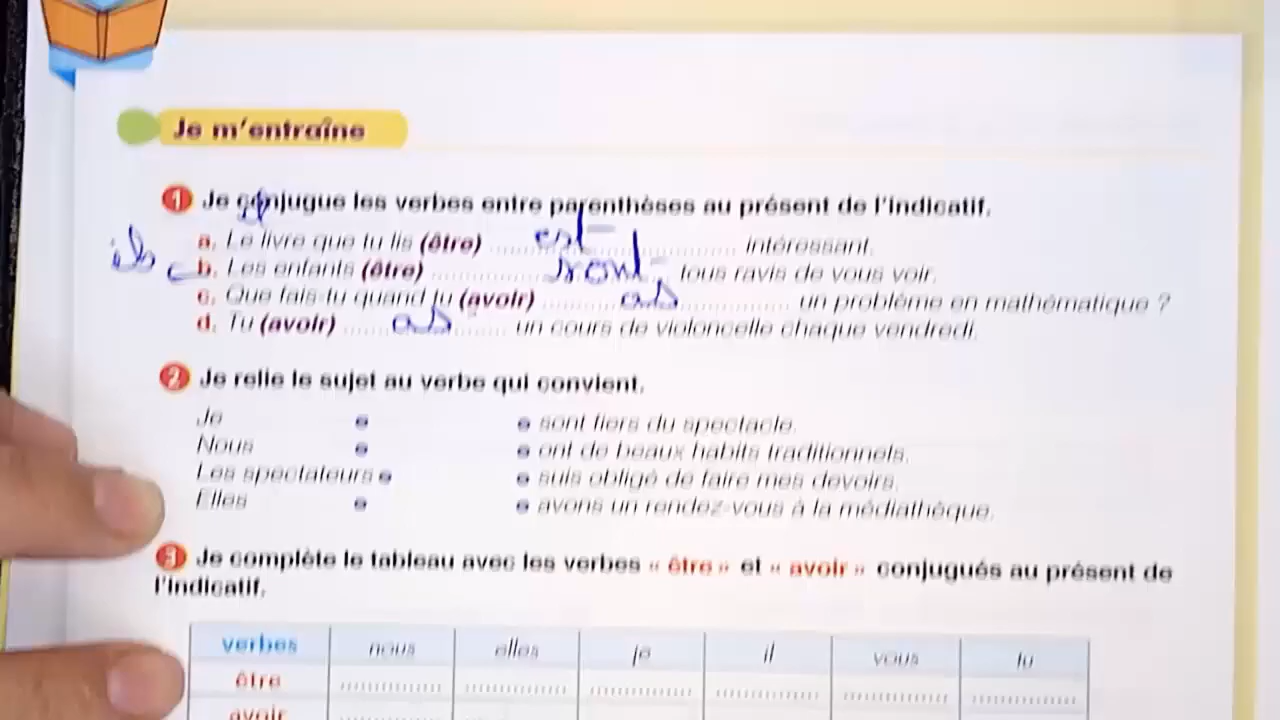 Je m'entraîne
1 Je conjugue les verbes entre parenthèses au présent de l'indicatif.
a. Le livre que tu lis (être) est intéressant.
ils
b. Les enfants (être) sont tous ravis de vous voir.
c. Que fais-tu quand tu (avoir) as un problème en mathématique ?
d. Tu (avoir) as un cours de violoncelle chaque vendredi.
2 Je relie le sujet au verbe qui convient.
Je • • sont fiers du spectacle.
Nous • • ont de beaux habits traditionnels.
Les spectateurs • • suis obligé de faire mes devoirs.
Elles • • avons un rendez-vous à la médiathèque.
3 Je complète le tableau avec les verbes « être » et « avoir » conjugués au présent de
l'indicatif.
verbes nous elles je il vous tu
être
avoir